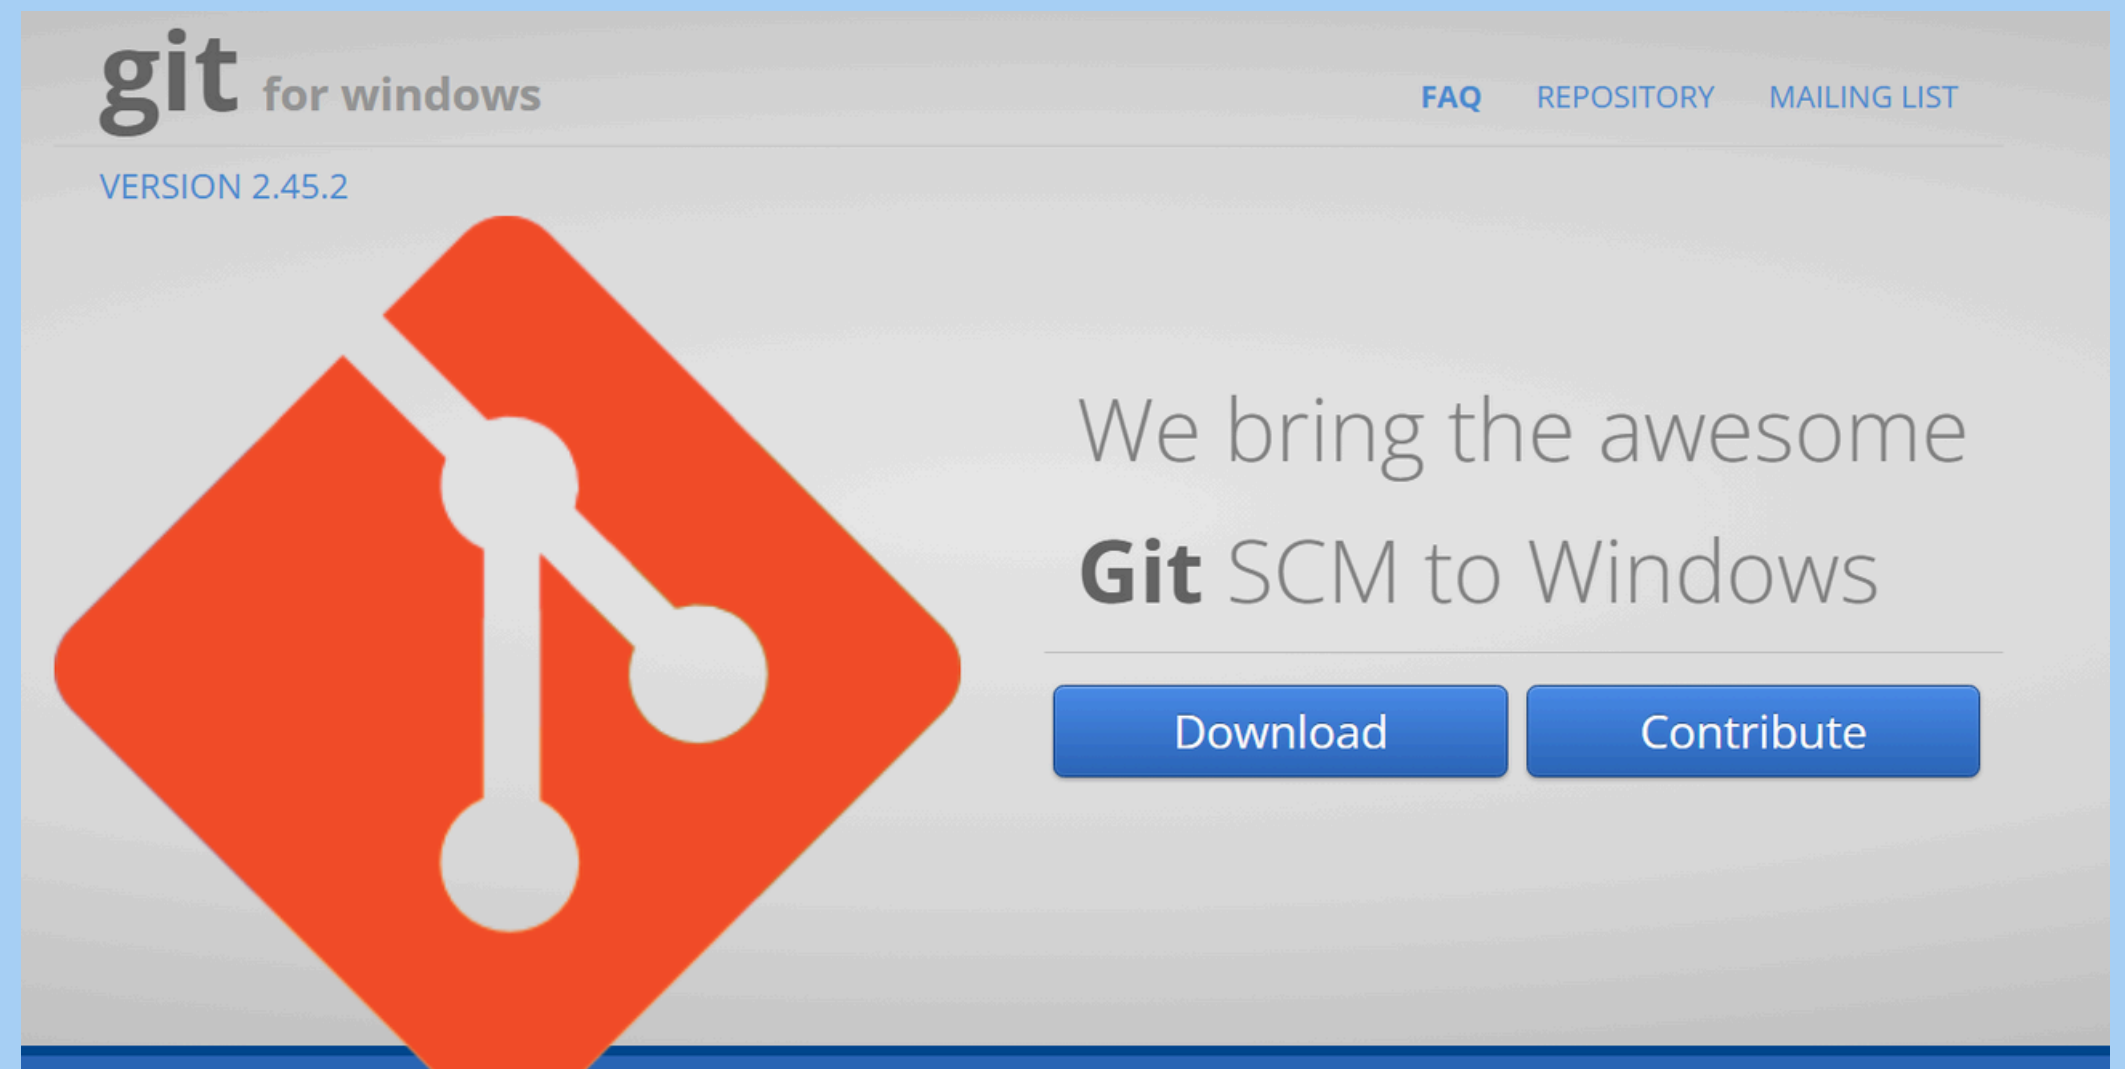 git for windows
FAQ REPOSITORY MAILING LIST
VERSION 2.45.2
We bring the awesome
Git SCM to Windows
Download Contribute